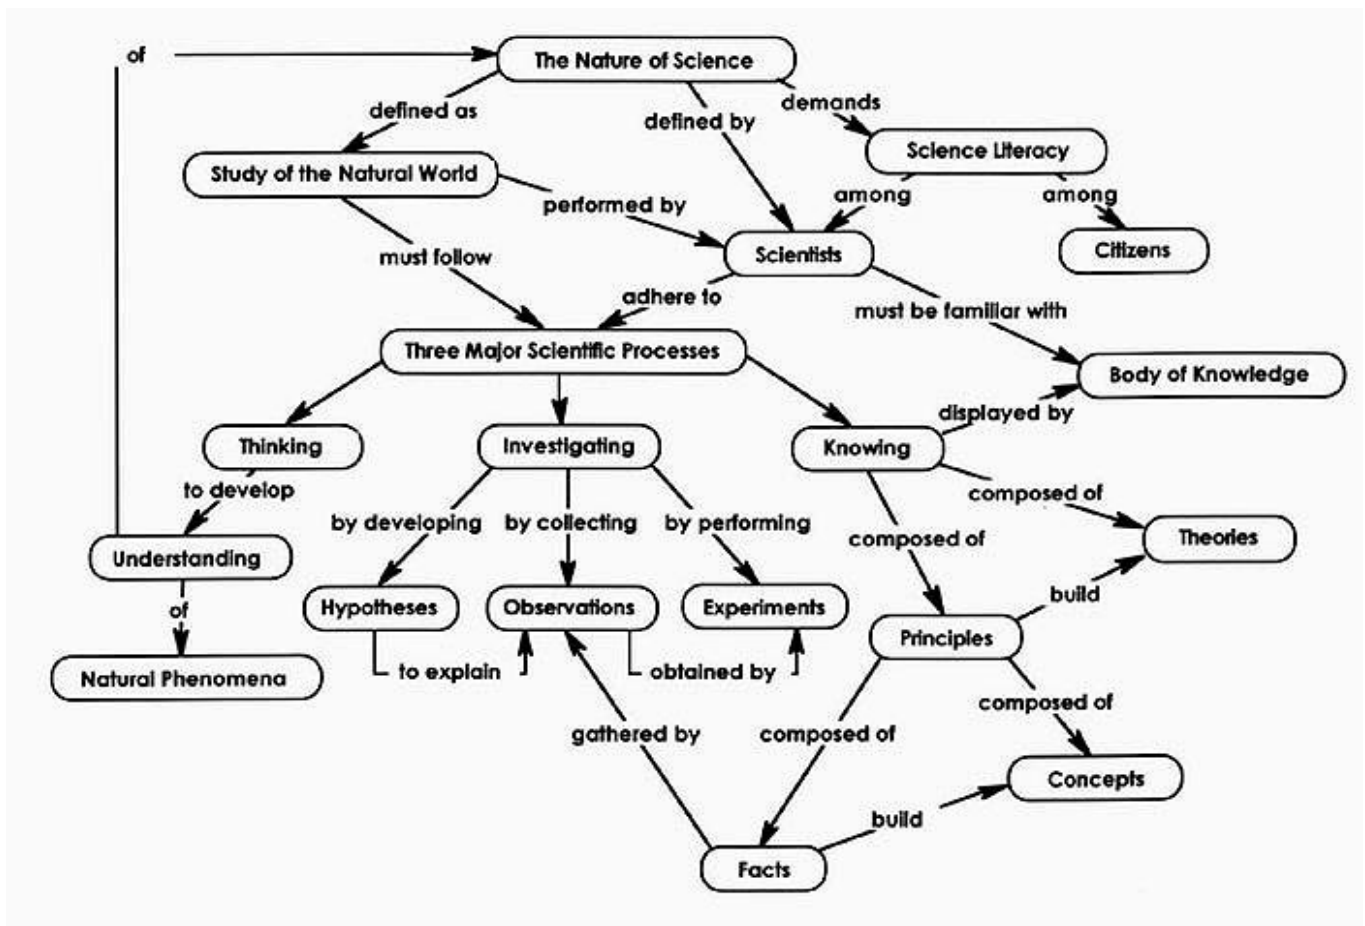 of
The Nature of Science
defined as
defined by
demands
Study of the Natural World
Science Literacy
performed by
among
among
must follow
Scientists
Citizens
adhere to
must be familiar with
Three Major Scientific Processes
Body of Knowledge
displayed by
Thinking
Investigating
Knowing
to develop
by developing
by collecting
by performing
composed of
composed of
Theories
Understanding
build
of
Hypotheses
Observations
Experiments
Principles
Natural Phenomena
to explain
obtained by
composed of
gathered by
composed of
Concepts
build
Facts